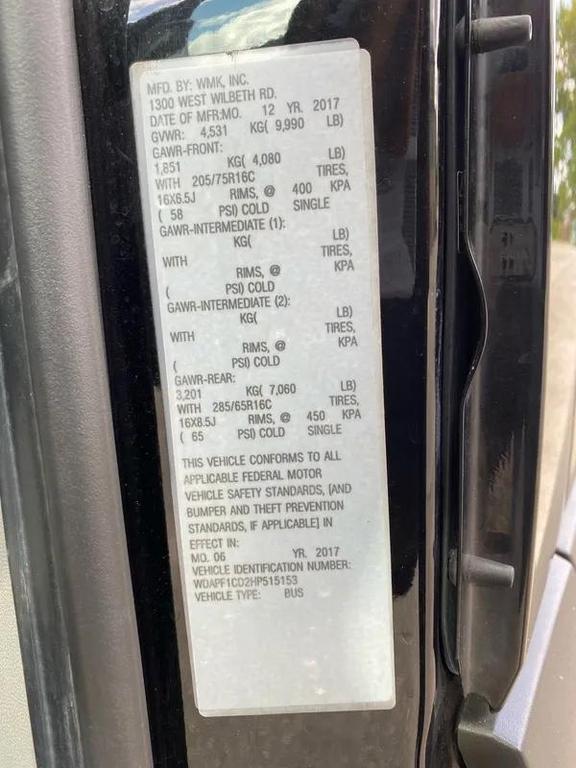 MFD. BY: WMK, INC.
1300 WEST WILBETH RD.
DATE OF MFR:MO. 12 YR. 2017
GVWR: 4,531 KG( 9,990 LB)
GAWR-FRONT:
1,851 KG( 4,080 LB)
WITH 205/75R16C TIRES,
16X6.5J RIMS, @ 400 KPA
( 58 PSI) COLD SINGLE
GAWR-INTERMEDIATE (1):
KG( LB)
WITH TIRES,
RIMS, @ KPA
( PSI) COLD
GAWR-INTERMEDIATE (2):
KG( LB)
WITH TIRES,
RIMS, @ KPA
( PSI) COLD
GAWR-REAR:
3,201 KG( 7,060 LB)
WITH 285/65R16C TIRES,
16X8.5J RIMS, @ 450 KPA
( 65 PSI) COLD SINGLE
THIS VEHICLE CONFORMS TO ALL
APPLICABLE FEDERAL MOTOR
VEHICLE SAFETY STANDARDS, [AND
BUMPER AND THEFT PREVENTION
STANDARDS, IF APPLICABLE] IN
EFFECT IN:
MO. 06 YR. 2017
VEHICLE IDENTIFICATION NUMBER:
WDAPF1CD2HP515153
VEHICLE TYPE: BUS